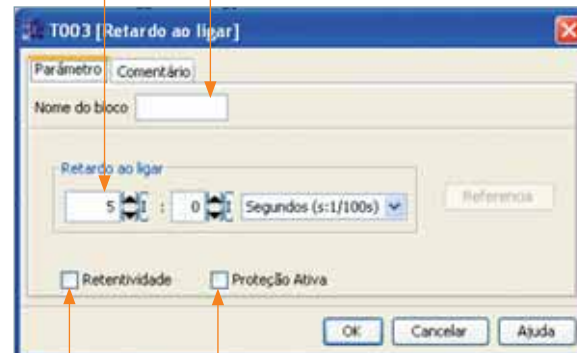 T003 [Retardo ao ligar]
Parâmetro Comentário
Nome do bloco
Retardo ao ligar
5 : 0 Segundos (s:1/100s) Referencia
Retentividade Proteção Ativa
OK Cancelar Ajuda